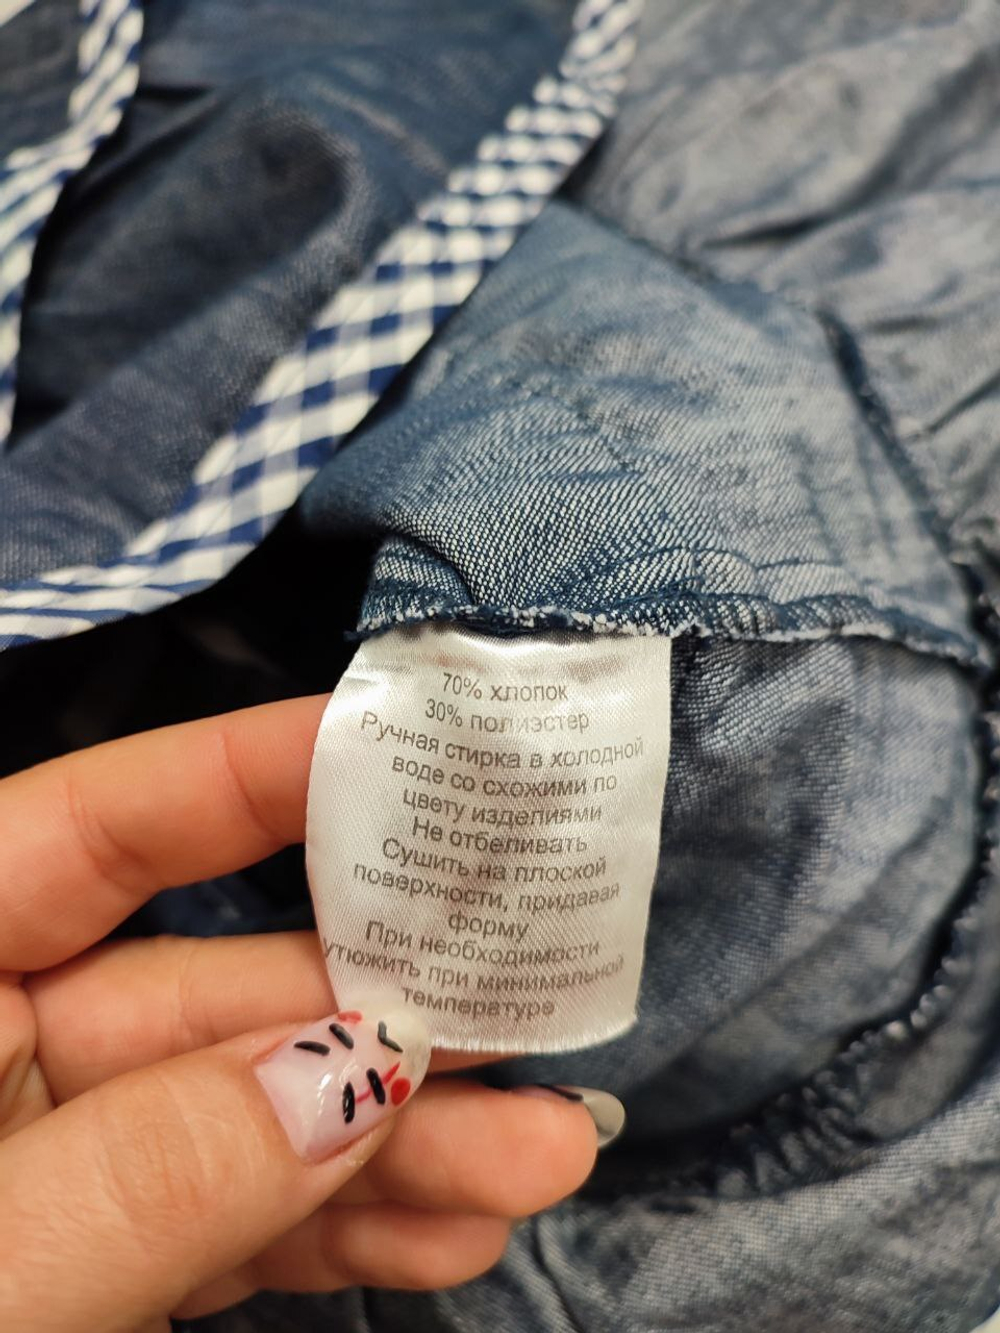 70% хлопок
30% полиэстер
Ручная стирка в холодной
воде со схожими по
цвету изделиями
Не отбеливать
Сушить на плоской
поверхности, придавая
форму
При необходимости
утюжить при минимальной
температуре